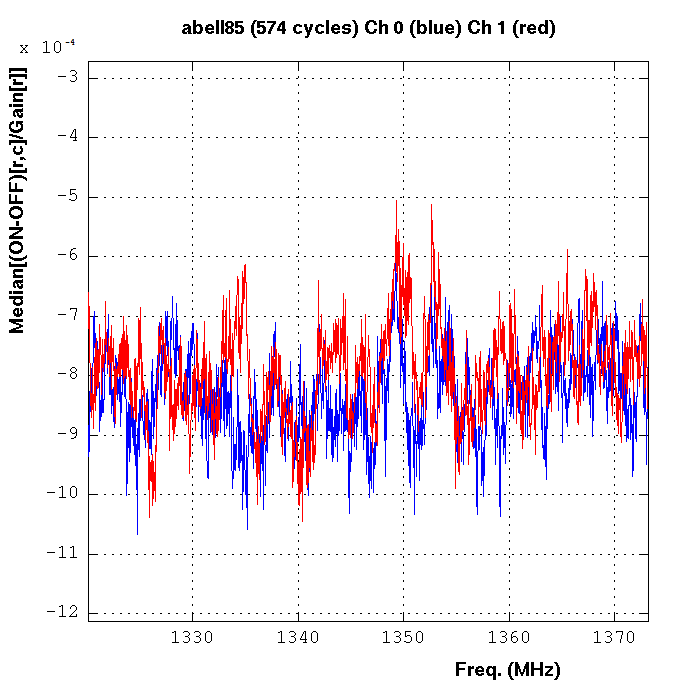 abell85 (574 cycles) Ch 0 (blue) Ch 1 (red)
x 10^-4
Median[(ON-OFF)[r,c]/Gain[r]]
-3
-4
-5
-6
-7
-8
-9
-10
-11
-12
1330 1340 1350 1360 1370
Freq. (MHz)